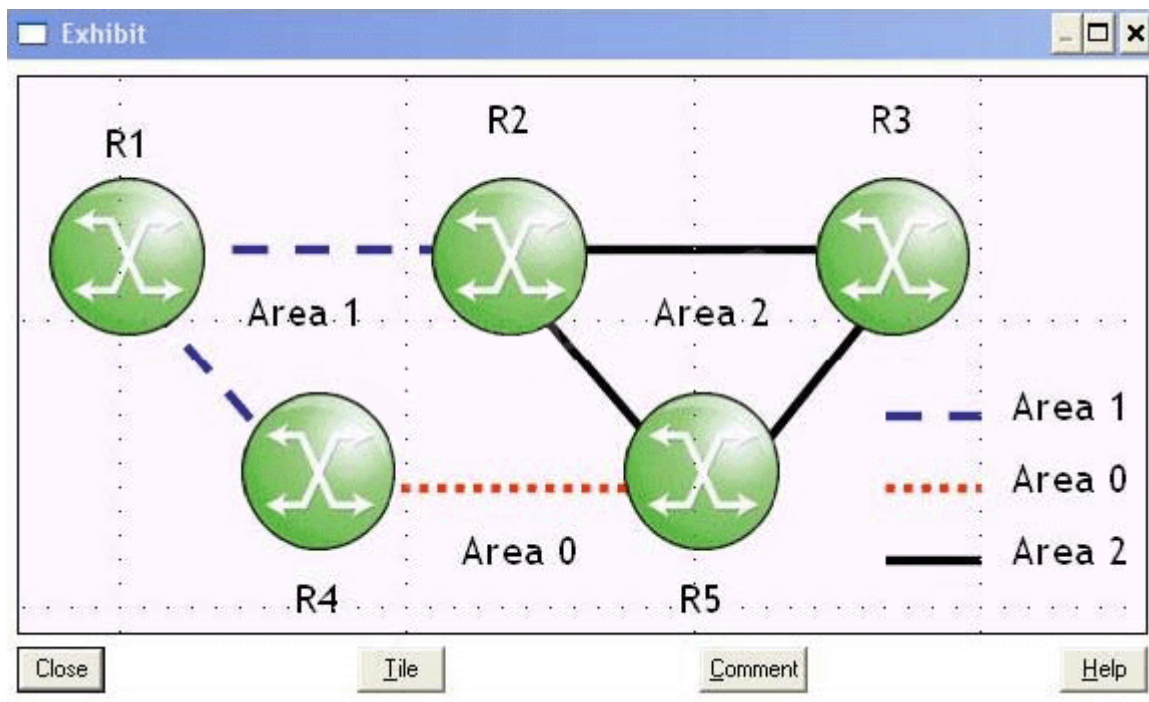 Exhibit
R1
R2
R3
Area 1
Area 2
Area 1
Area 0
Area 0
Area 2
R4
R5
Close
Tile
Comment
Help